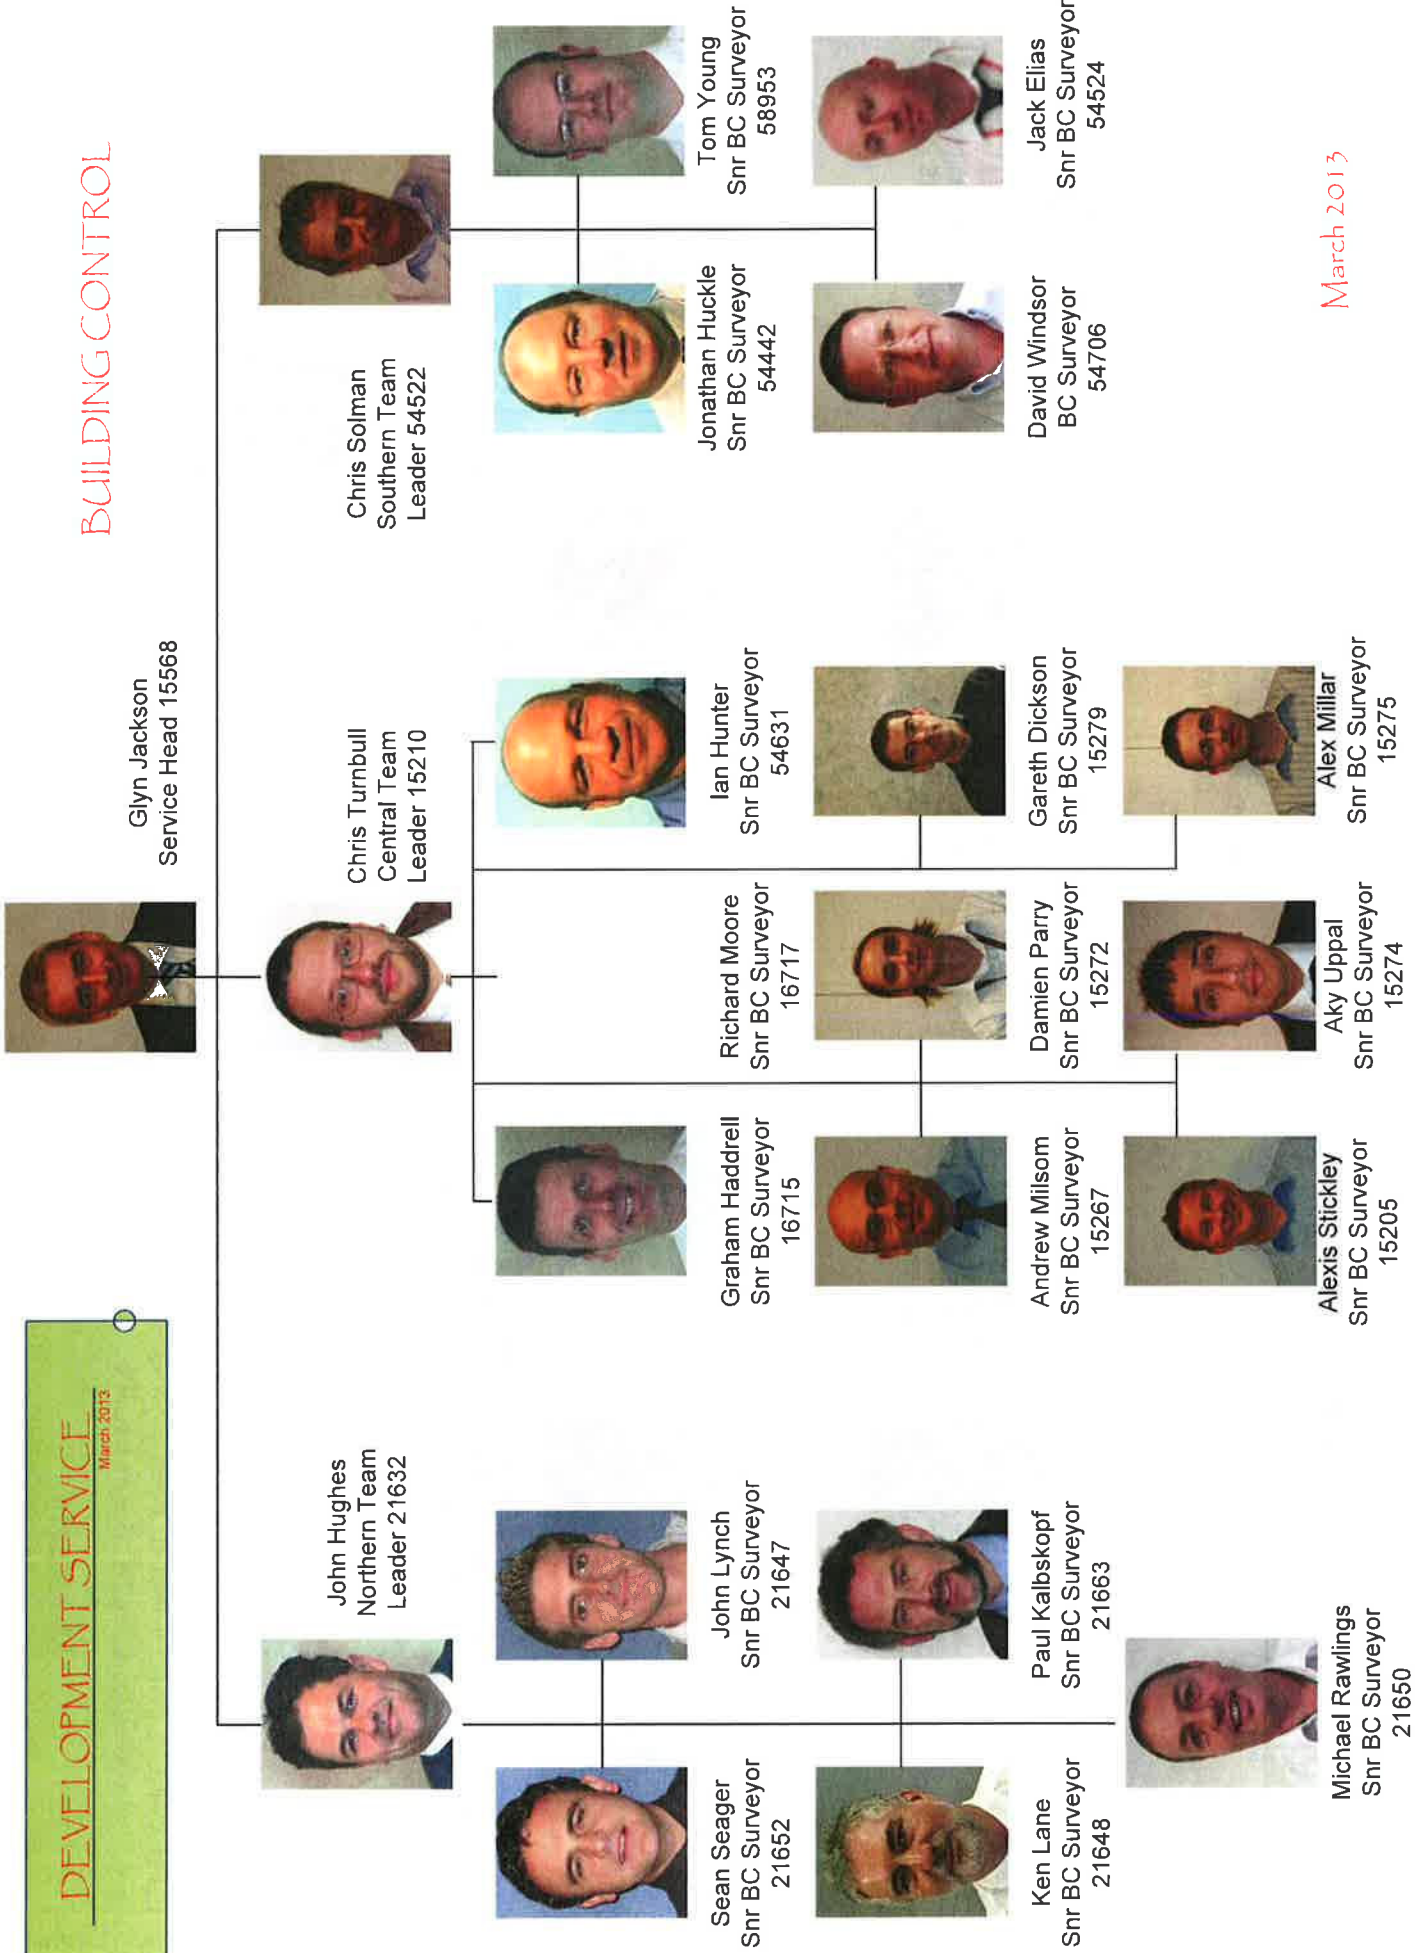 DEVELOPMENT SERVICE
March 2013
BUILDING CONTROL
Glyn Jackson
Service Head 15568
John Hughes
Northern Team
Leader 21632
Chris Turnbull
Central Team
Leader 15210
Chris Solman
Southern Team
Leader 54522
Sean Seager
Snr BC Surveyor
21652
John Lynch
Snr BC Surveyor
21647
Graham Haddrell
Snr BC Surveyor
16715
Richard Moore
Snr BC Surveyor
16717
Ian Hunter
Snr BC Surveyor
54631
Jonathan Huckle
Snr BC Surveyor
54442
Tom Young
Snr BC Surveyor
58953
Ken Lane
Snr BC Surveyor
21648
Paul Kalbskopf
Snr BC Surveyor
21663
Andrew Milsom
Snr BC Surveyor
15267
Damien Parry
Snr BC Surveyor
15272
Gareth Dickson
Snr BC Surveyor
15279
David Windsor
BC Surveyor
54706
Jack Elias
Snr BC Surveyor
54524
Michael Rawlings
Snr BC Surveyor
21650
Alexis Stickley
Snr BC Surveyor
15205
Aky Uppal
Snr BC Surveyor
15274
Alex Millar
Snr BC Surveyor
15275
March 2013